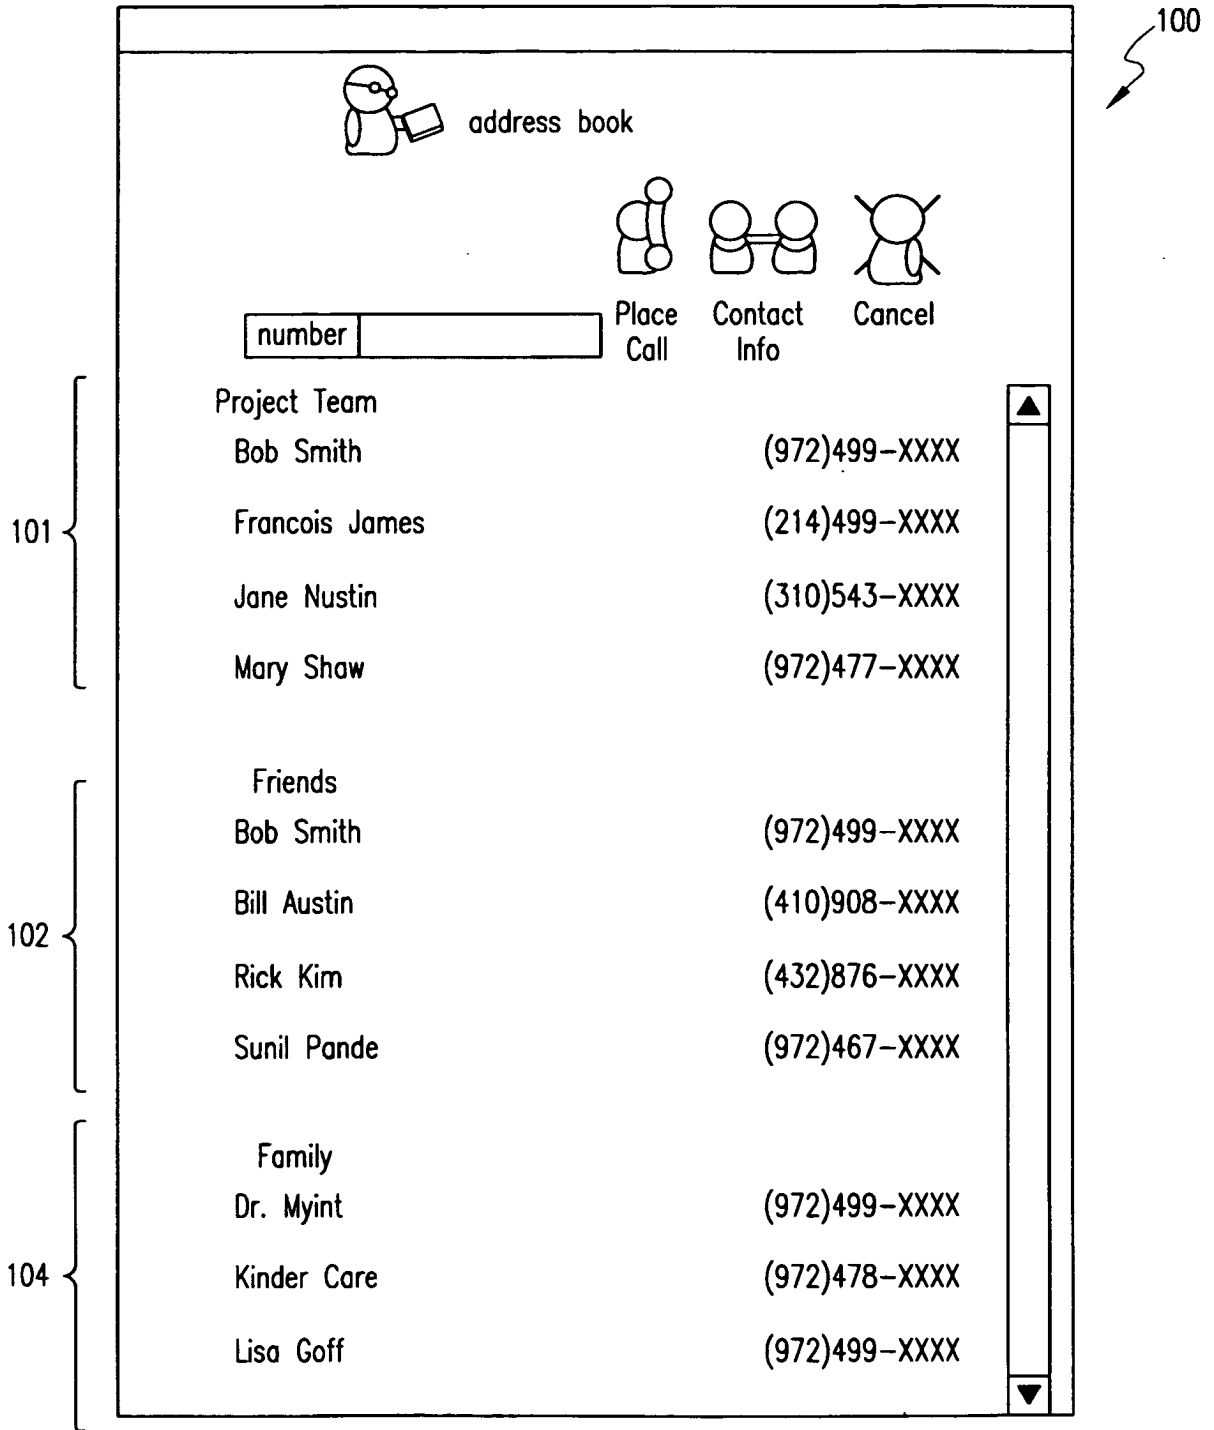 100
address book
Place Call
Contact Info
Cancel
number
101
Project Team
Bob Smith (972)499-XXXX
Francois James (214)499-XXXX
Jane Nustin (310)543-XXXX
Mary Shaw (972)477-XXXX
102
Friends
Bob Smith (972)499-XXXX
Bill Austin (410)908-XXXX
Rick Kim (432)876-XXXX
Sunil Pande (972)467-XXXX
104
Family
Dr. Myint (972)499-XXXX
Kinder Care (972)478-XXXX
Lisa Goff (972)499-XXXX